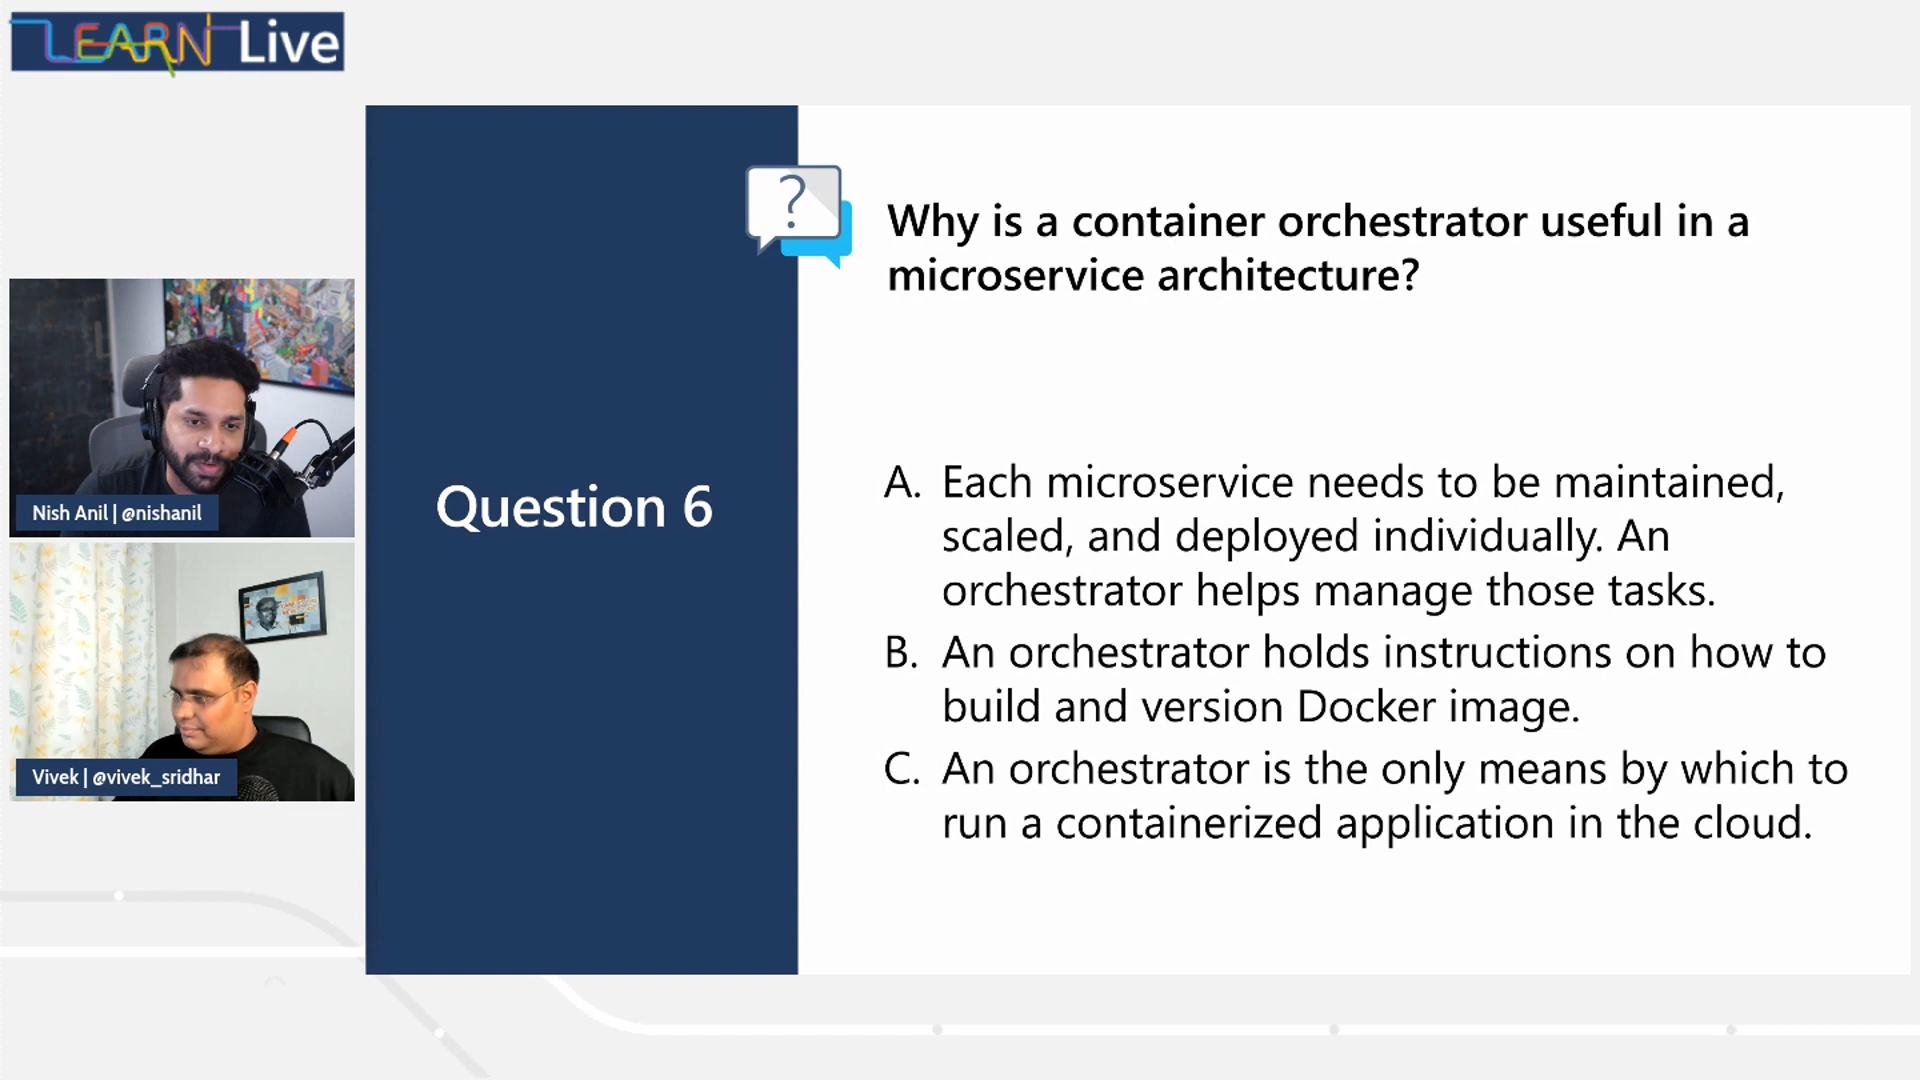 LEARN Live
?
Why is a container orchestrator useful in a
microservice architecture?
Question 6
A. Each microservice needs to be maintained,
scaled, and deployed individually. An
orchestrator helps manage those tasks.
B. An orchestrator holds instructions on how to
build and version Docker image.
C. An orchestrator is the only means by which to
run a containerized application in the cloud.
Nish Anil | @nishanil
Vivek | @vivek_sridhar